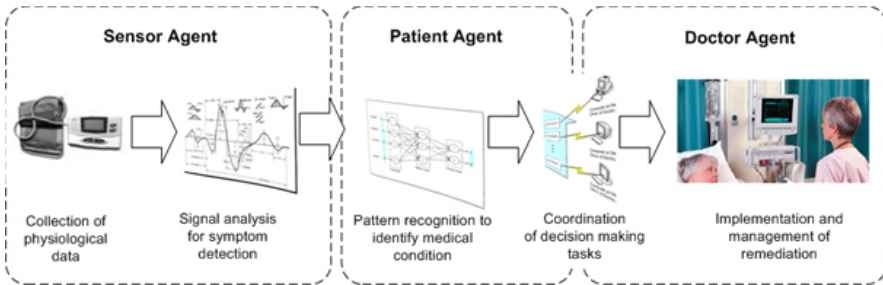 Sensor Agent
Patient Agent
Doctor Agent
Collection of
physiological
data
Signal analysis
for symptom
detection
Pattern recognition to
identify medical
condition
Coordination
of decision making
tasks
Implementation and
management of
remediation